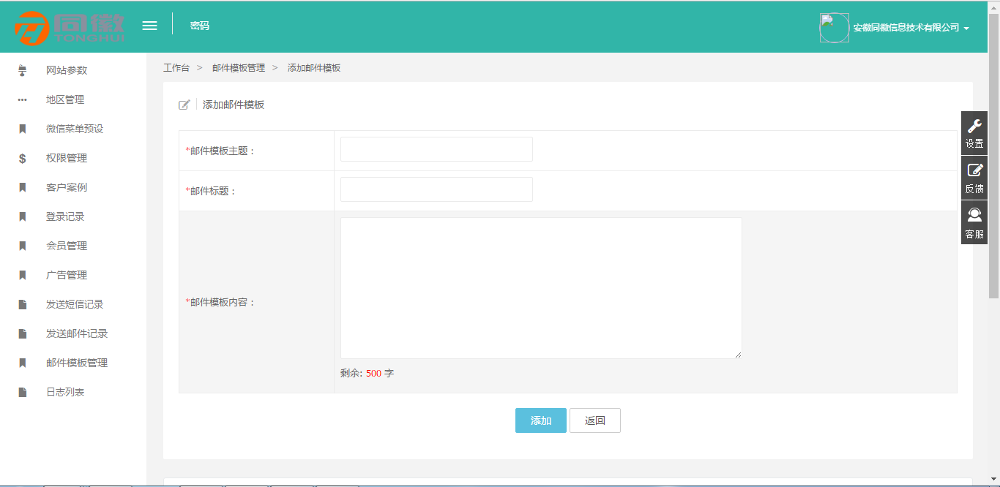 同徽
TONGHUI
密码
安徽同徽信息技术有限公司
网站参数
地区管理
微信菜单预设
权限管理
客户案例
登录记录
会员管理
广告管理
发送短信记录
发送邮件记录
邮件模板管理
日志列表
工作台 > 邮件模板管理 > 添加邮件模板
添加邮件模板
*邮件模板主题：
*邮件标题：
*邮件模板内容：
剩余: 500 字
添加 返回
设置
反馈
客服